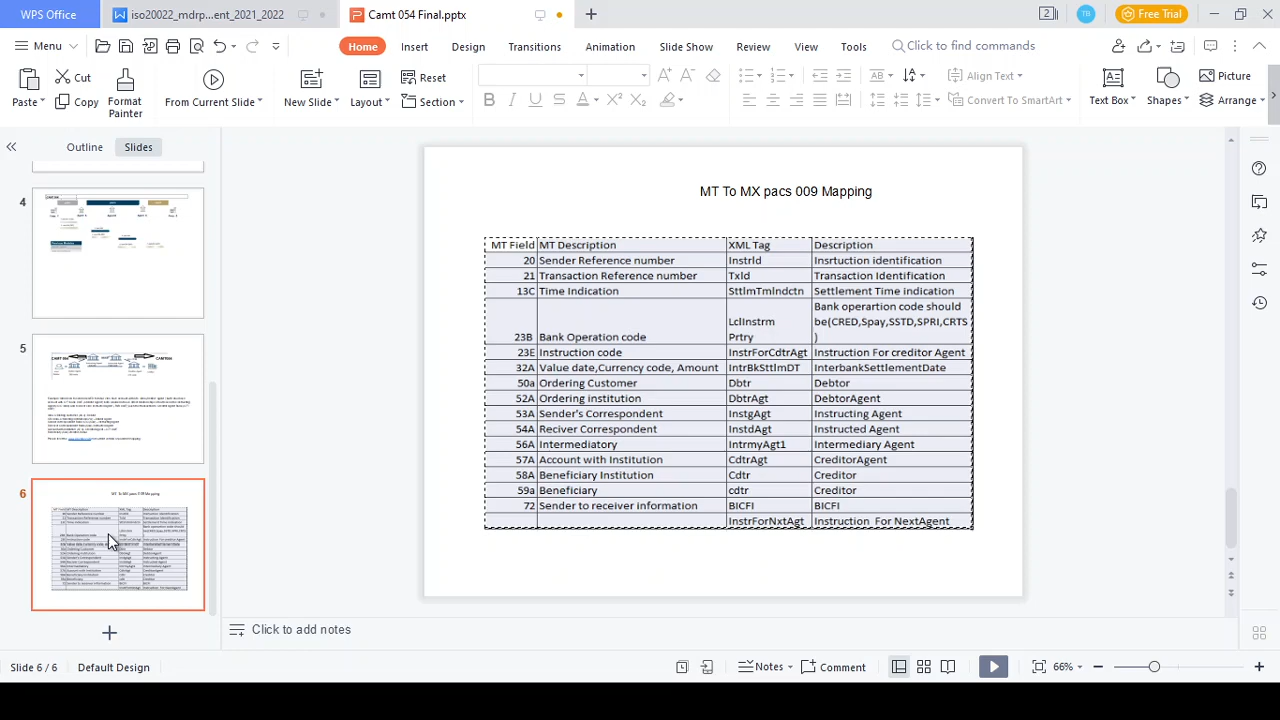 WPS Office
iso20022_mdrp...ent_2021_2022
Camt 054 Final.pptx
2
TR
Free Trial
Menu
Home
Insert
Design
Transitions
Animation
Slide Show
Review
View
Tools
Click to find commands
Paste
Cut
Copy
Format
Painter
From Current Slide
New Slide
Layout
Reset
Section
Align Text
Convert To SmartArt
Text Box
Shapes
Picture
Arrange
Outline
Slides
4
5
6
MT To MX pacs 009 Mapping
MT Field MT Description XML Tag Description
20 Sender Reference number InstrId Insrtuction identification
21 Transaction Reference number TxId Transaction Identification
13C Time Indication SttlmTmIndctn Settlement Time indication
23B Bank Operation code LclInstrm Prtry Bank operartion code should
be(CRED,Spay,SSTD,SPRI,CRTS
)
23E Instruction code InstrForCdtrAgt Instruction For creditor Agent
32A Value date,Currency code, Amount IntrBkSttlmDT InterbankSettlementDate
50a Ordering Customer Dbtr Debtor
52A Ordering institution DbtrAgt DebtorAgent
53A Sender's Correspondent InstgAgt Instructing Agent
54A Reciver Correspondent InstdAgt Instructed Agent
56A Intermediatory IntrmyAgt1 Intermediary Agent
57A Account with Institution CdtrAgt CreditorAgent
58A Beneficiary Institution Cdtr Creditor
59a Beneficiary cdtr Creditor
72 Sender to receiver information BICFI BICFI
InstrForNxtAgt Instruction For NextAgent
Click to add notes
Slide 6 / 6
Default Design
Notes
Comment
66%